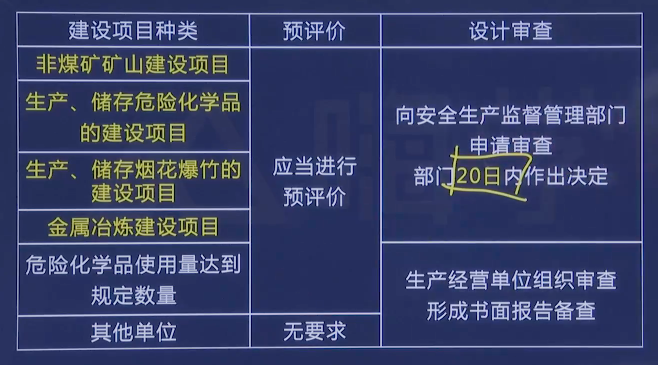 建设项目种类
预评价
设计审查
非煤矿矿山建设项目
生产、储存危险化学品
的建设项目
生产、储存烟花爆竹的
建设项目
金属冶炼建设项目
危险化学品使用量达到
规定数量
其他单位
应当进行
预评价
无要求
向安全生产监督管理部门
申请审查
部门20日内作出决定
生产经营单位组织审查
形成书面报告备查